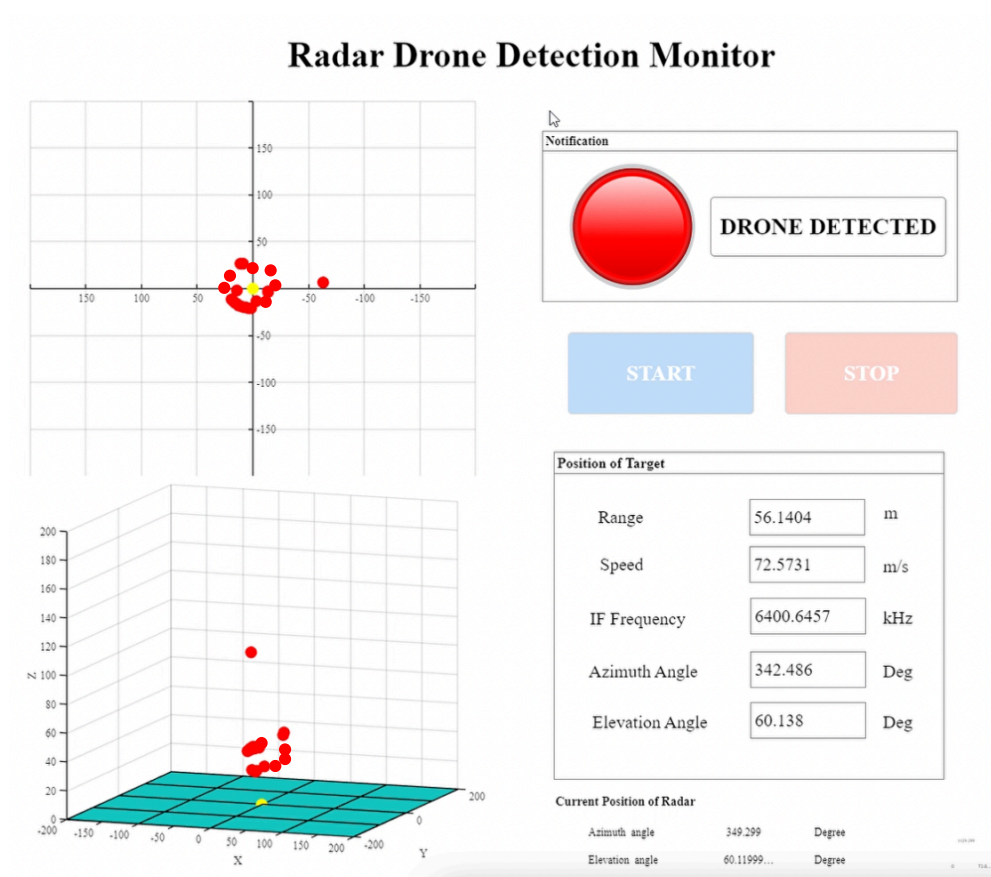 Radar Drone Detection Monitor
150
100
50
150 100 50 -50 -100 -150
-50
-100
-150
Notification
DRONE DETECTED
START STOP
Position of Target
Range 56.1404 m
Speed 72.5731 m/s
IF Frequency 6400.6457 kHz
Azimuth Angle 342.486 Deg
Elevation Angle 60.138 Deg
200
180
160
140
120
Z 100
80
60
40
20
0
-200 -150 -100 -50 0 50 100 150 200
X
-200 0 200
Y
Current Position of Radar
Azimuth angle 349.299 Degree
Elevation angle 60.11999... Degree